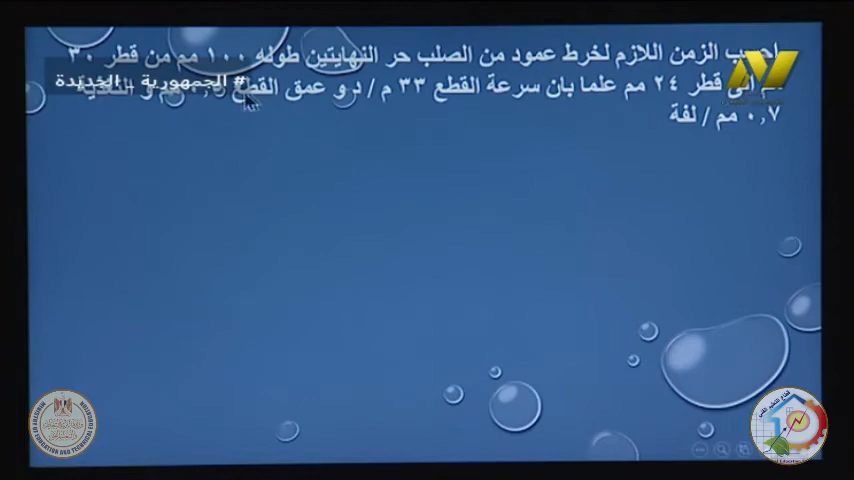 احسب الزمن اللازم لخرط عمود من الصلب حر النهايتين طوله ١٠٠ مم من قطر ٣٠
# الجمهورية _ الجديدة
مم الى قطر ٢٤ مم علما بان سرعة القطع ٣٣ م / د و عمق القطع
٠,٧ مم / لفة